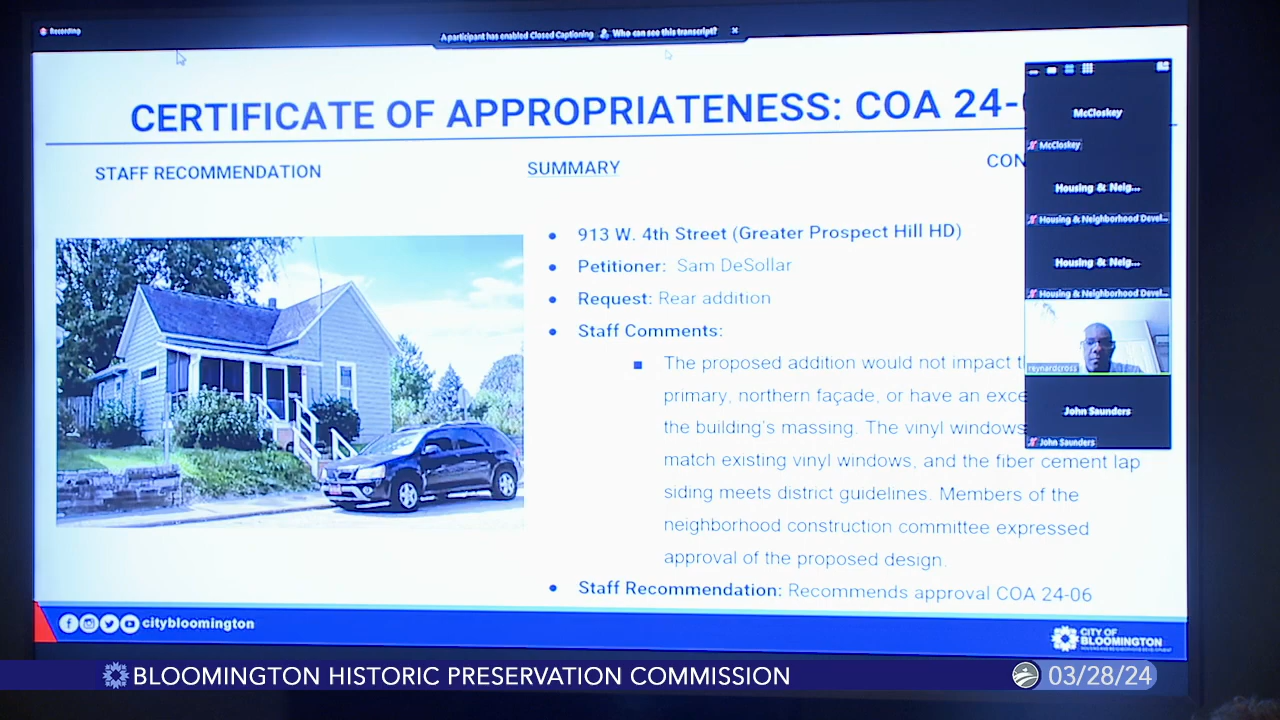 Recording
A participant has enabled Closed Captioning Who can see this transcript?
CERTIFICATE OF APPROPRIATENESS: COA 24-
STAFF RECOMMENDATION
SUMMARY
CON
913 W. 4th Street (Greater Prospect Hill HD)
Petitioner: Sam DeSollar
Request: Rear addition
Staff Comments:
The proposed addition would not impact
primary, northern façade, or have an exce
the building's massing. The vinyl windows
match existing vinyl windows, and the fiber cement lap
siding meets district guidelines. Members of the
neighborhood construction committee expressed
approval of the proposed design.
Staff Recommendation: Recommends approval COA 24-06
McCloskey
McCloskey
Housing & Neig...
Housing & Neighborhood Devel...
Housing & Neig...
Housing & Neighborhood Devel...
reynardcross
John Saunders
John Saunders
citybloomington
CITY OF
BLOOMINGTON
BLOOMINGTON HISTORIC PRESERVATION COMMISSION
03/28/24